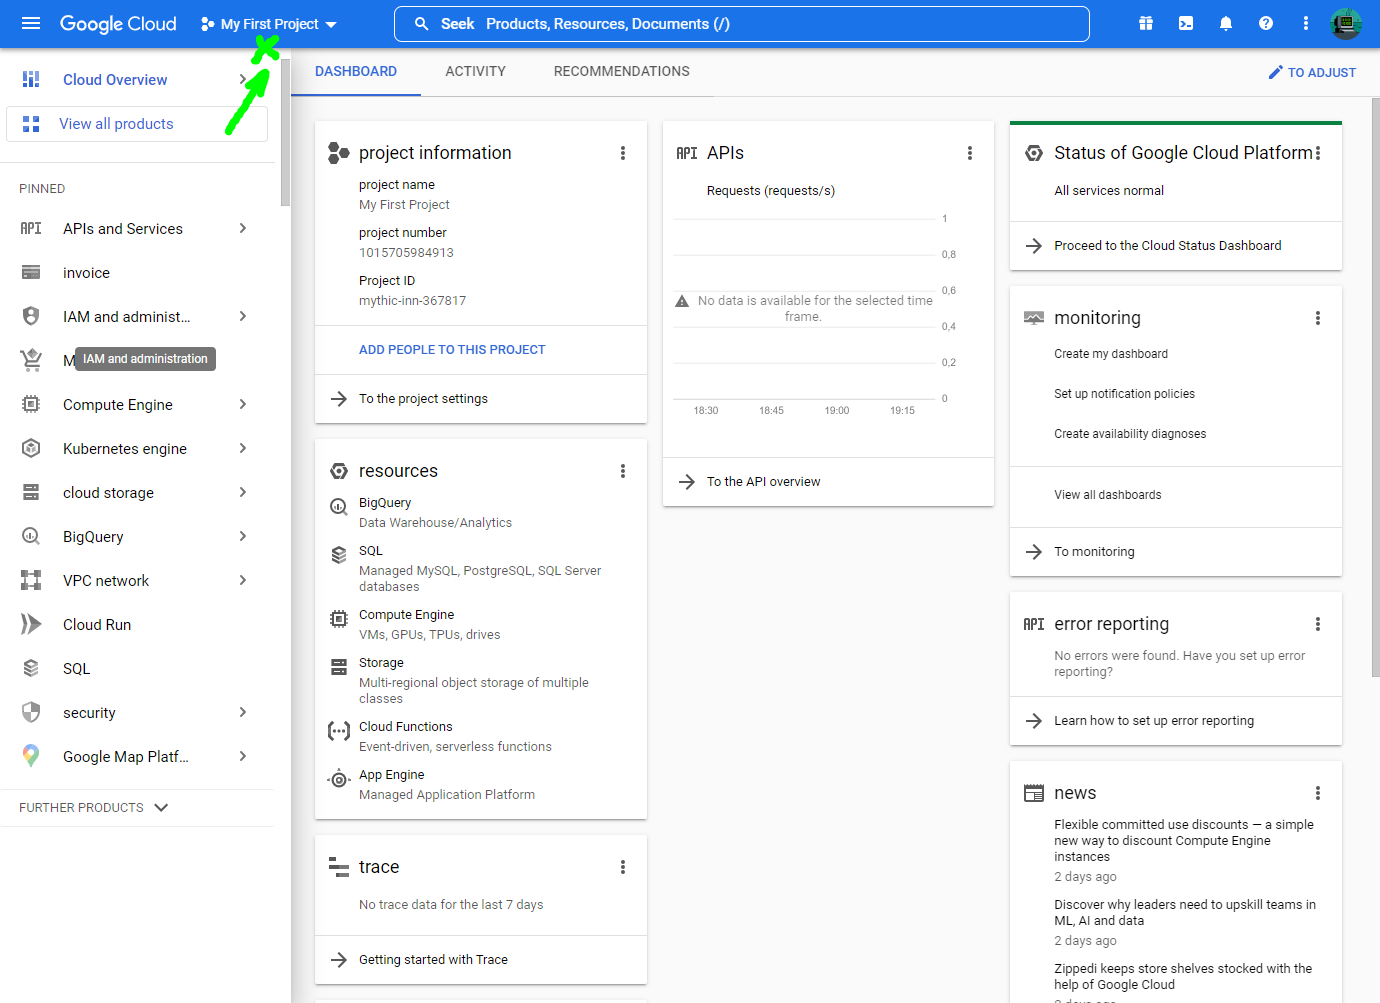 Google Cloud
My First Project
Seek Products, Resources, Documents (/)
Cloud Overview
View all products
PINNED
API APIs and Services
invoice
IAM and administ...
M
IAM and administration
Compute Engine
Kubernetes engine
cloud storage
BigQuery
VPC network
Cloud Run
SQL
security
Google Map Platf...
FURTHER PRODUCTS
DASHBOARD
ACTIVITY
RECOMMENDATIONS
TO ADJUST
project information
project name
My First Project
project number
1015705984913
Project ID
mythic-inn-367817
ADD PEOPLE TO THIS PROJECT
To the project settings
resources
BigQuery
Data Warehouse/Analytics
SQL
Managed MySQL, PostgreSQL, SQL Server
databases
Compute Engine
VMs, GPUs, TPUs, drives
Storage
Multi-regional object storage of multiple
classes
Cloud Functions
Event-driven, serverless functions
App Engine
Managed Application Platform
trace
No trace data for the last 7 days
Getting started with Trace
API APIs
Requests (requests/s)
1
0,8
0,6
No data is available for the selected time
frame.
0,4
0,2
0
18:30 18:45 19:00 19:15
To the API overview
Status of Google Cloud Platform
All services normal
Proceed to the Cloud Status Dashboard
monitoring
Create my dashboard
Set up notification policies
Create availability diagnoses
View all dashboards
To monitoring
API error reporting
No errors were found. Have you set up error
reporting?
Learn how to set up error reporting
news
Flexible committed use discounts — a simple
new way to discount Compute Engine
instances
2 days ago
Discover why leaders need to upskill teams in
ML, AI and data
2 days ago
Zippedi keeps store shelves stocked with the
help of Google Cloud